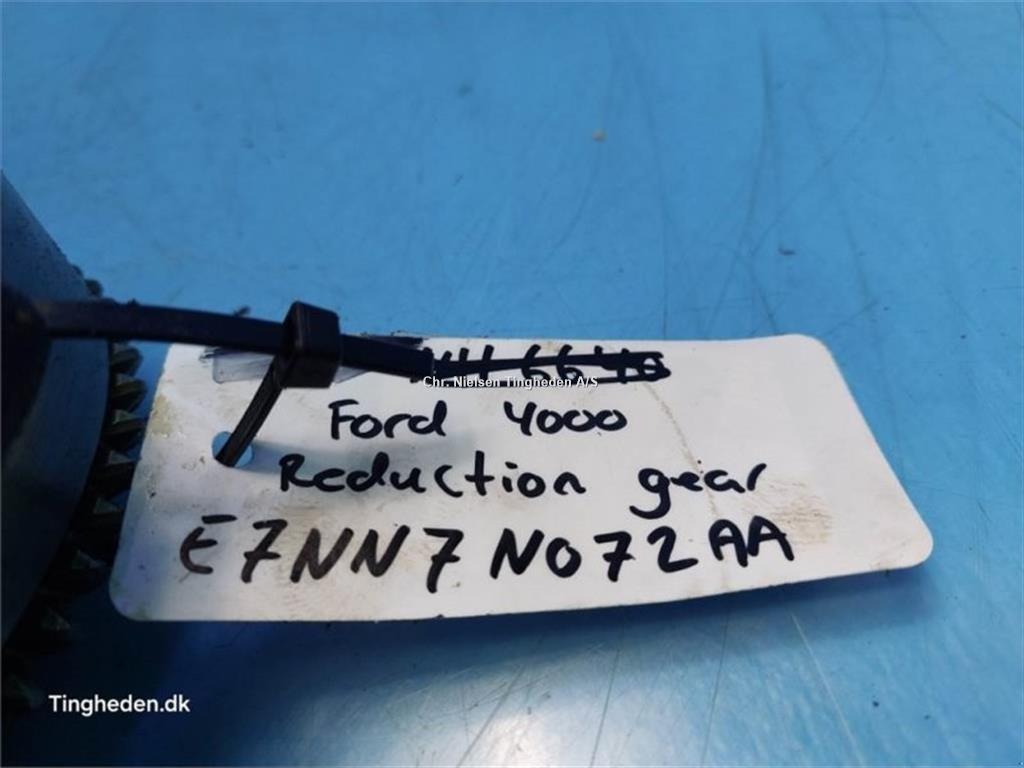 Chr. Nielsen Tingheden A/S
Ford 4000
Reduction gear
E7NN7N072AA
Tingheden.dk